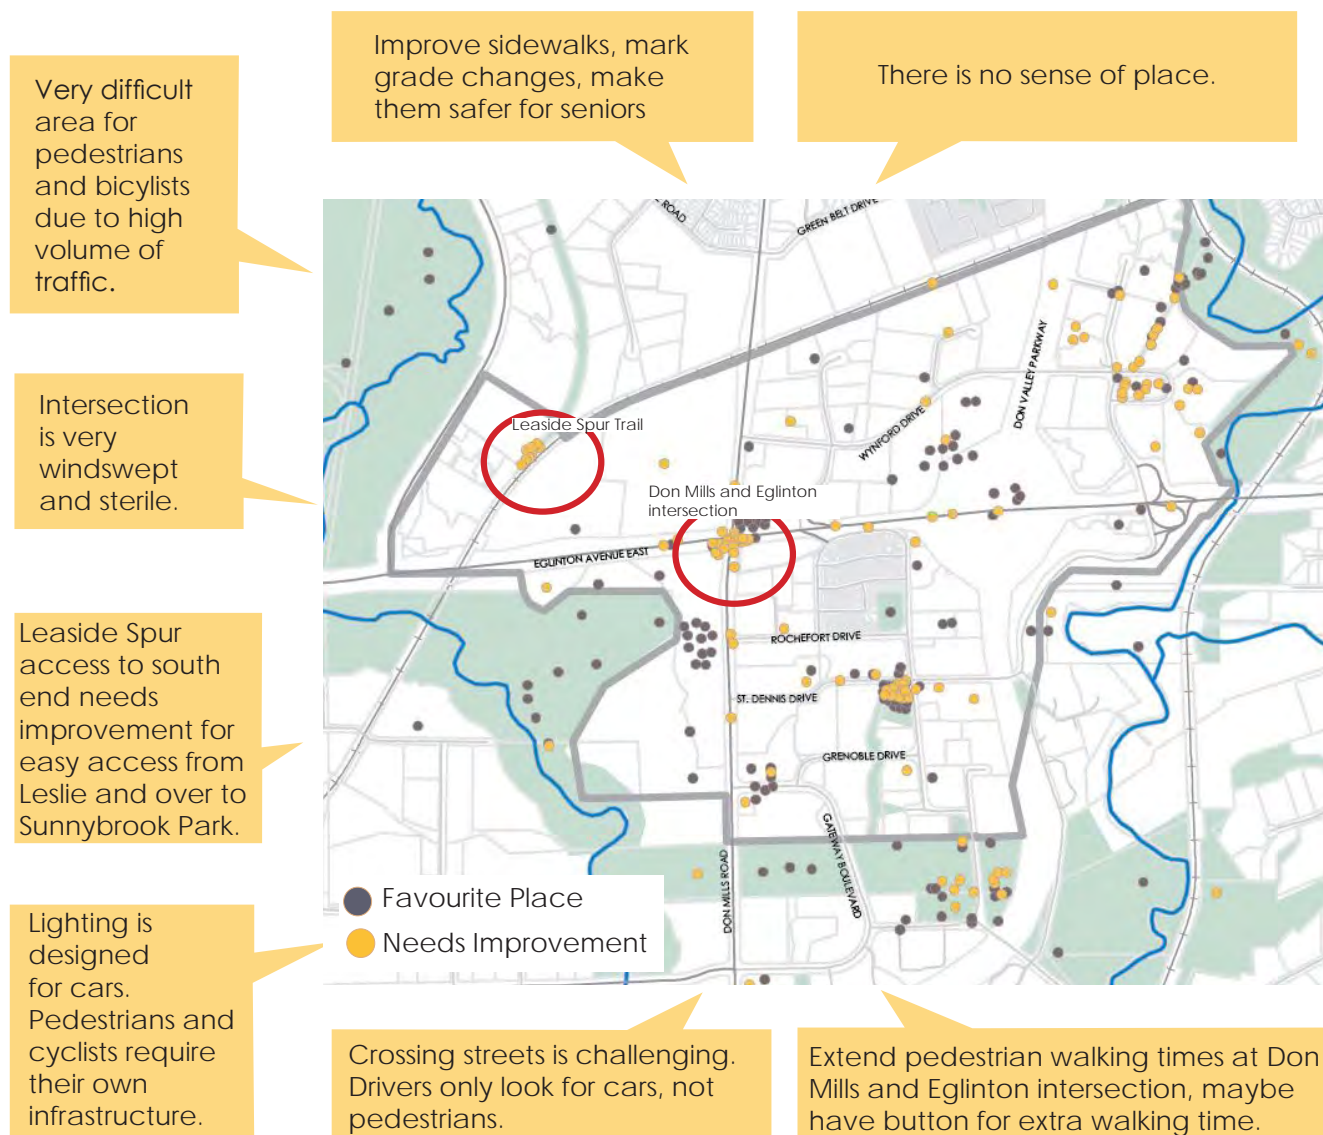 Improve sidewalks, mark
grade changes, make
them safer for seniors
There is no sense of place.
Very difficult
area for
pedestrians
and bicylists
due to high
volume of
traffic.
Intersection
is very
windswept
and sterile.
Leaside Spur
access to south
end needs
improvement for
easy access from
Leslie and over to
Sunnybrook Park.
Lighting is
designed
for cars.
Pedestrians and
cyclists require
their own
infrastructure.
ROAD
GREEN BELT DRIVE
DON VALLEY PARKWAY
Leaside Spur Trail
WYNFORD DRIVE
Don Mills and Eglinton
intersection
EGLINTON AVENUE EAST
ROCHEFORT DRIVE
ST. DENNIS DRIVE
GRENOBLE DRIVE
GATEWAY BOULEVARD
DON MILLS ROAD
Favourite Place
Needs Improvement
Crossing streets is challenging.
Drivers only look for cars, not
pedestrians.
Extend pedestrian walking times at Don
Mills and Eglinton intersection, maybe
have button for extra walking time.